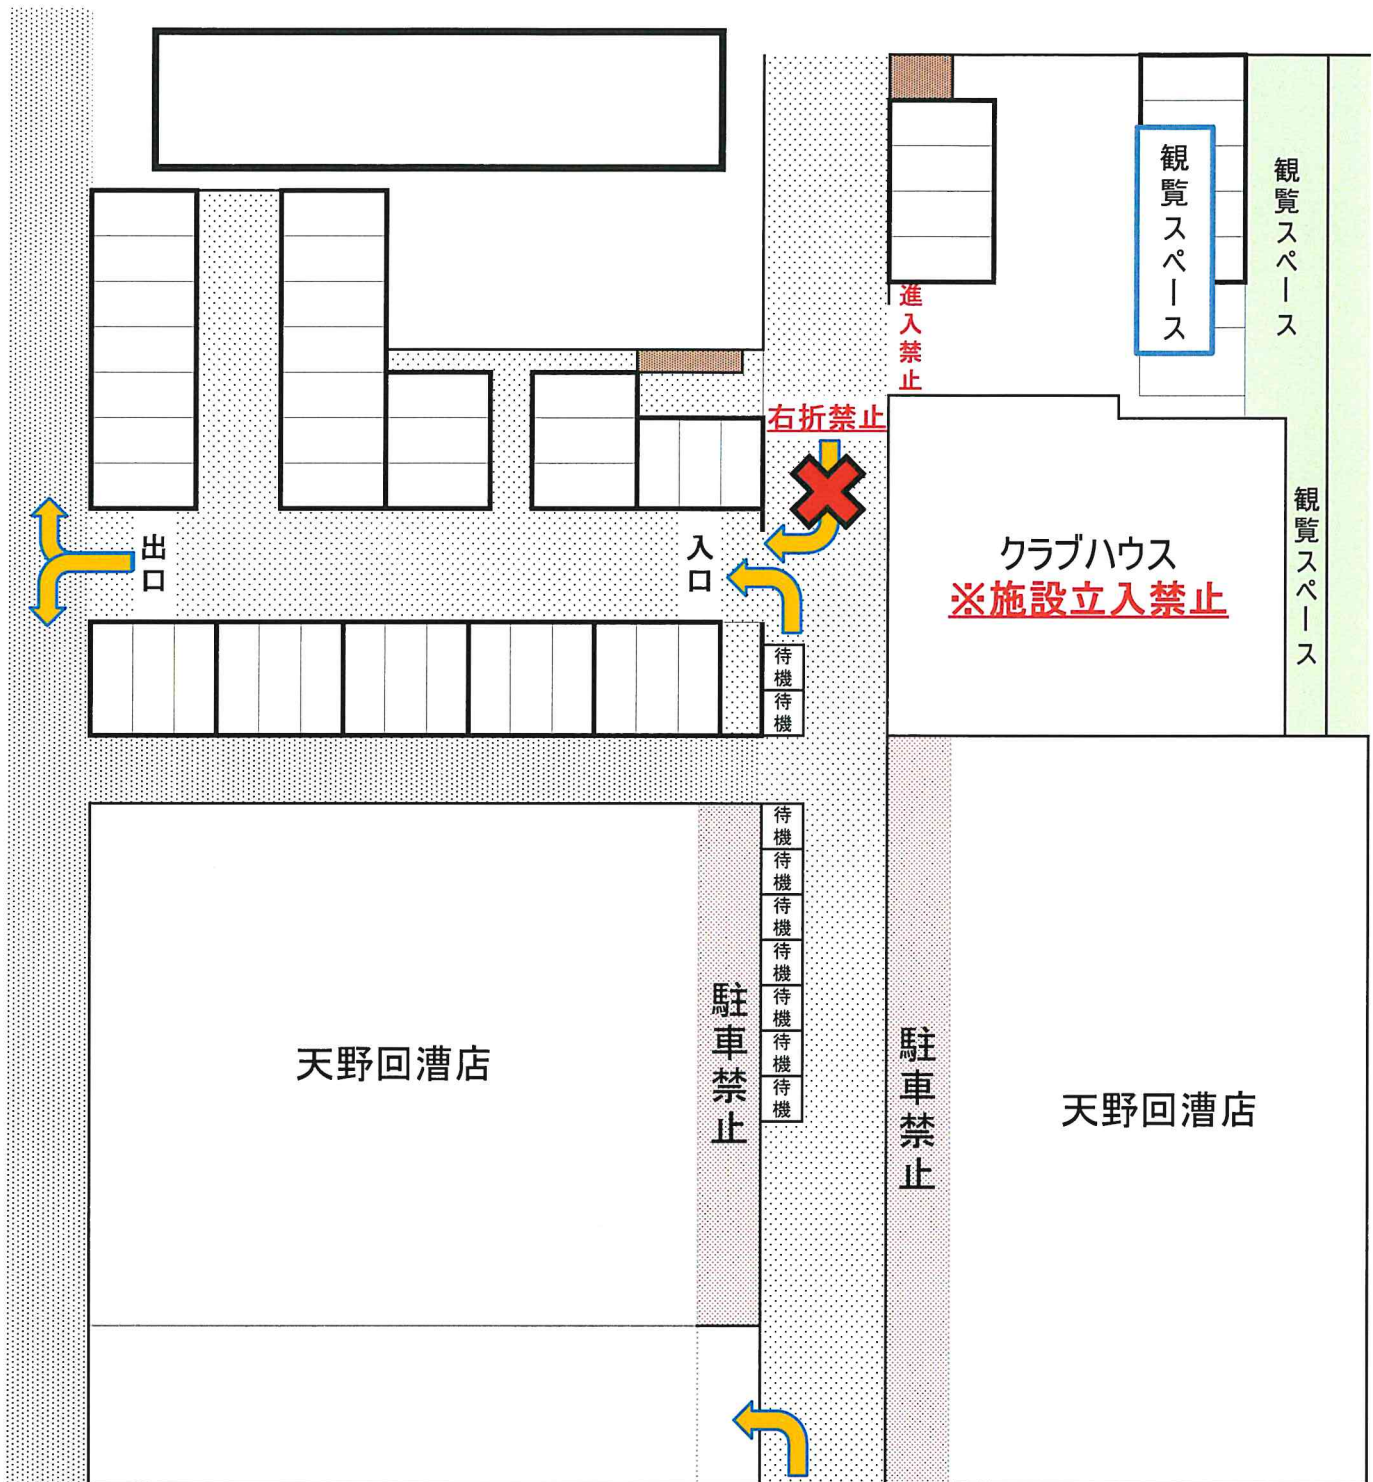 観覧スペース
観覧スペース
進入禁止
右折禁止
観覧スペース
出口
入口
クラブハウス
※施設立入禁止
待機
待機
待機
待機
待機
待機
待機
待機
待機
駐車禁止
駐車禁止
天野回漕店
天野回漕店